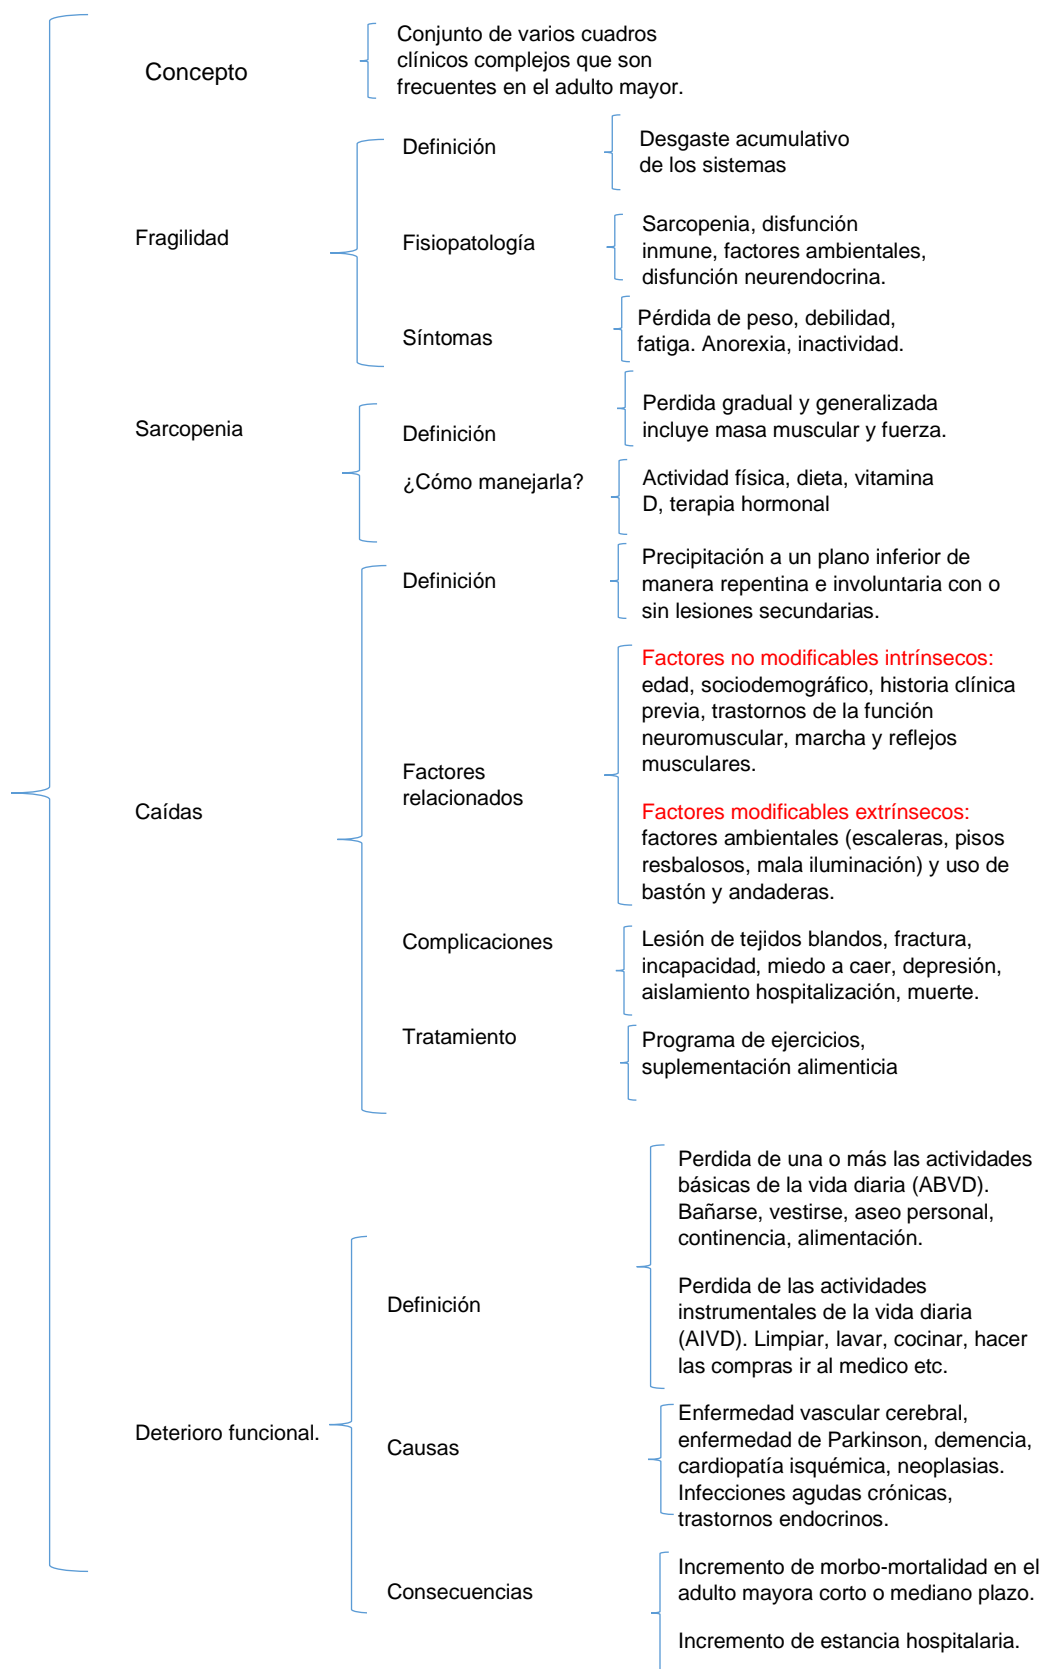 Concepto
Conjunto de varios cuadros
clínicos complejos que son
frecuentes en el adulto mayor.
Fragilidad
Definición
Desgaste acumulativo
de los sistemas
Fisiopatología
Sarcopenia, disfunción
inmune, factores ambientales,
disfunción neurendocrina.
Síntomas
Pérdida de peso, debilidad,
fatiga. Anorexia, inactividad.
Sarcopenia
Definición
Perdida gradual y generalizada
incluye masa muscular y fuerza.
¿Cómo manejarla?
Actividad física, dieta, vitamina
D, terapia hormonal
Caídas
Definición
Precipitación a un plano inferior de
manera repentina e involuntaria con o
sin lesiones secundarias.
Factores
relacionados
Factores no modificables intrínsecos:
edad, sociodemográfico, historia clínica
previa, trastornos de la función
neuromuscular, marcha y reflejos
musculares.
Factores modificables extrínsecos:
factores ambientales (escaleras, pisos
resbalosos, mala iluminación) y uso de
bastón y andaderas.
Complicaciones
Lesión de tejidos blandos, fractura,
incapacidad, miedo a caer, depresión,
aislamiento hospitalización, muerte.
Tratamiento
Programa de ejercicios,
suplementación alimenticia
Deterioro funcional.
Definición
Perdida de una o más las actividades
básicas de la vida diaria (ABVD).
Bañarse, vestirse, aseo personal,
continencia, alimentación.
Perdida de las actividades
instrumentales de la vida diaria
(AIVD). Limpiar, lavar, cocinar, hacer
las compras ir al medico etc.
Causas
Enfermedad vascular cerebral,
enfermedad de Parkinson, demencia,
cardiopatía isquémica, neoplasias.
Infecciones agudas crónicas,
trastornos endocrinos.
Consecuencias
Incremento de morbo-mortalidad en el
adulto mayora corto o mediano plazo.
Incremento de estancia hospitalaria.